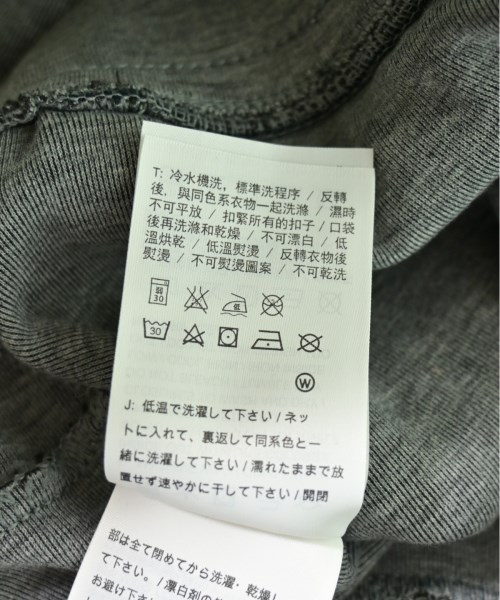 T: 冷水機洗，標準洗程序 / 反轉
後，與同色系衣物一起洗滌 / 濕時
不可平放 / 扣緊所有的扣子 / 口袋
後再洗滌和乾燥 / 不可漂白 / 低
溫烘乾 / 低溫熨燙 / 反轉衣物後
熨燙 / 不可熨燙圖案 / 不可乾洗
弱 30 低
30
W
J: 低温で洗濯して下さい / ネッ
トに入れて、裏返して同系色と一
緒に洗濯して下さい / 濡れたままで放
置せず速やかに干して下さい / 開閉
部は全て閉めてから洗濯・乾燥し
て下さい。/ 漂白剤の
お避け下さい